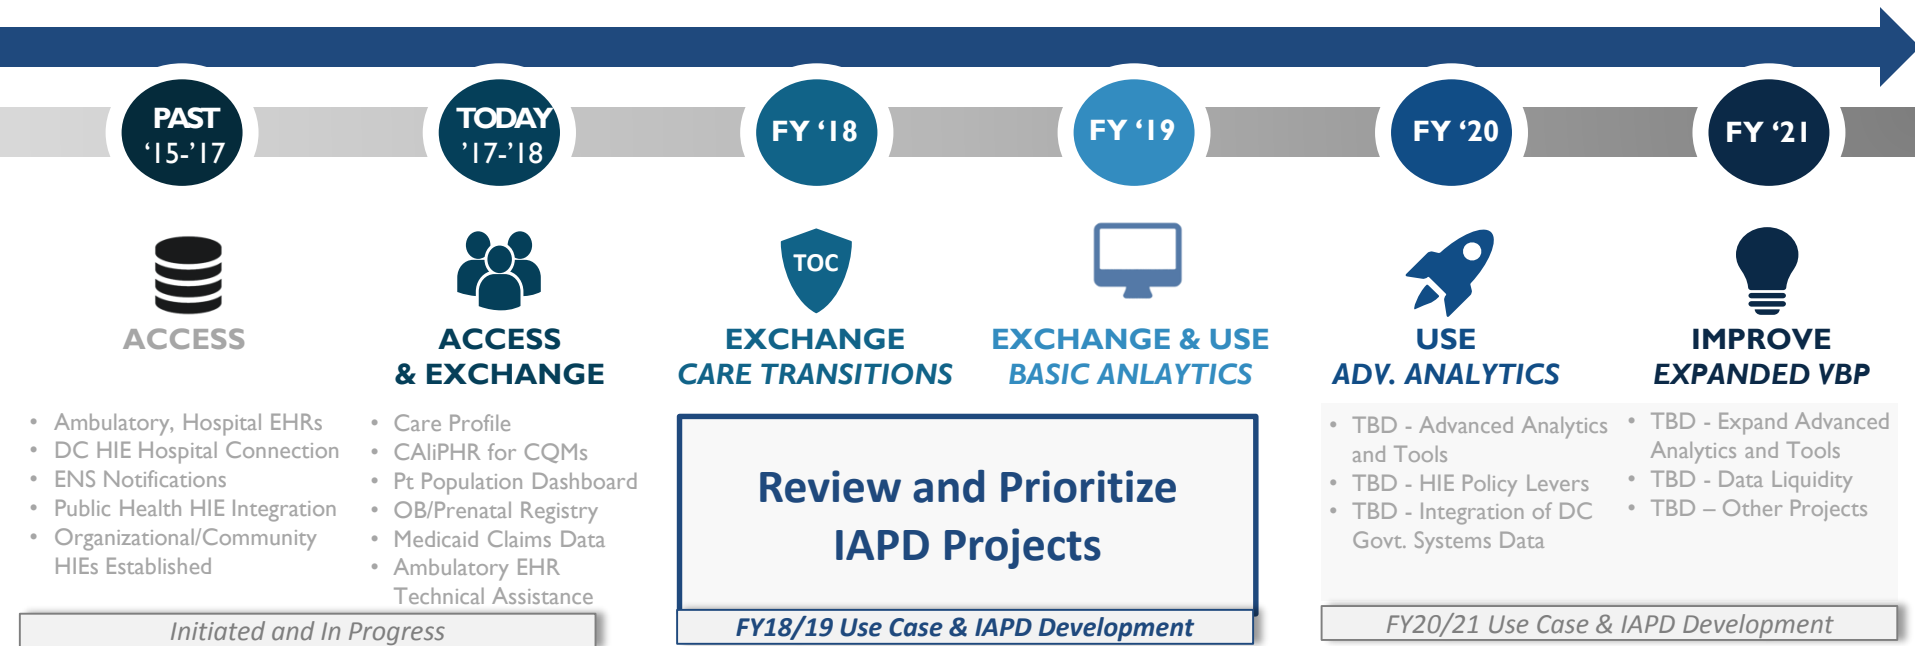 PAST
‘15-’17
TODAY
’17-’18
FY ‘18
FY ‘19
FY ‘20
FY ‘21
TOC
ACCESS
ACCESS
& EXCHANGE
EXCHANGE
CARE TRANSITIONS
EXCHANGE & USE
BASIC ANLAYTICS
USE
ADV. ANALYTICS
IMPROVE
EXPANDED VBP
• Ambulatory, Hospital EHRs
• DC HIE Hospital Connection
• ENS Notifications
• Public Health HIE Integration
• Organizational/Community
HIEs Established
• Care Profile
• CAliPHR for CQMs
• Pt Population Dashboard
• OB/Prenatal Registry
• Medicaid Claims Data
• Ambulatory EHR
Technical Assistance
Initiated and In Progress
Review and Prioritize
IAPD Projects
FY18/19 Use Case & IAPD Development
• TBD - Advanced Analytics
and Tools
• TBD - HIE Policy Levers
• TBD - Integration of DC
Govt. Systems Data
• TBD - Expand Advanced
Analytics and Tools
• TBD - Data Liquidity
• TBD – Other Projects
FY20/21 Use Case & IAPD Development